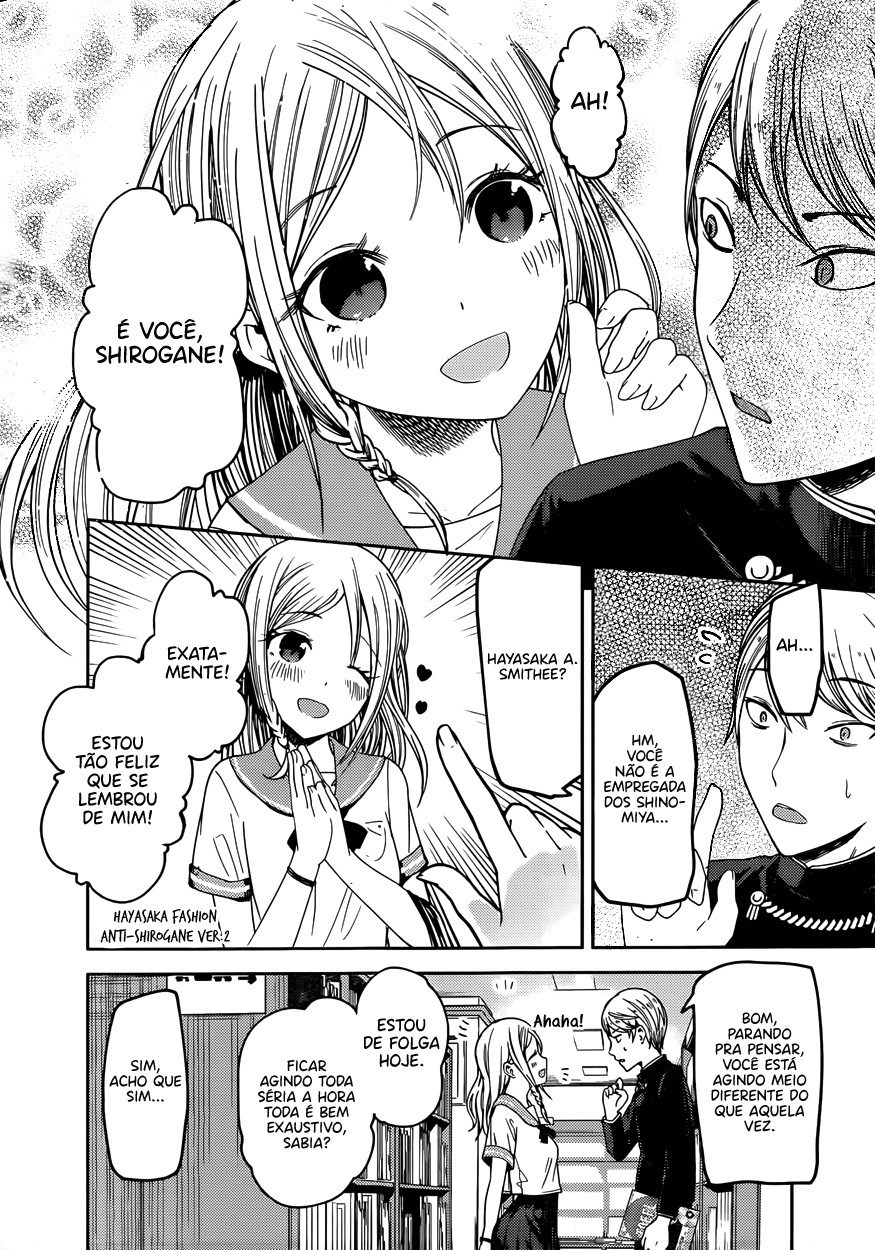 AH!
É VOCÊ,
SHIROGANE!
AH...
HM,
VOCÊ
NÃO É A
EMPREGADA
DOS SHINO-
MIYA...
HAYASAKA A.
SMITHEE?
EXATA-
MENTE!
ESTOU
TÃO FELIZ
QUE SE
LEMBROU
DE MIM!
HAYASAKA FASHION
ANTI-SHIROGANE VER.2
BOM,
PARANDO
PRA PENSAR,
VOCÊ ESTÁ
AGINDO MEIO
DIFERENTE DO
QUE AQUELA
VEZ.
Ahaha!
ESTOU
DE FOLGA
HOJE.
FICAR
AGINDO TODA
SÉRIA A HORA
TODA É BEM
EXAUSTIVO,
SABIA?
SIM,
ACHO QUE
SIM...